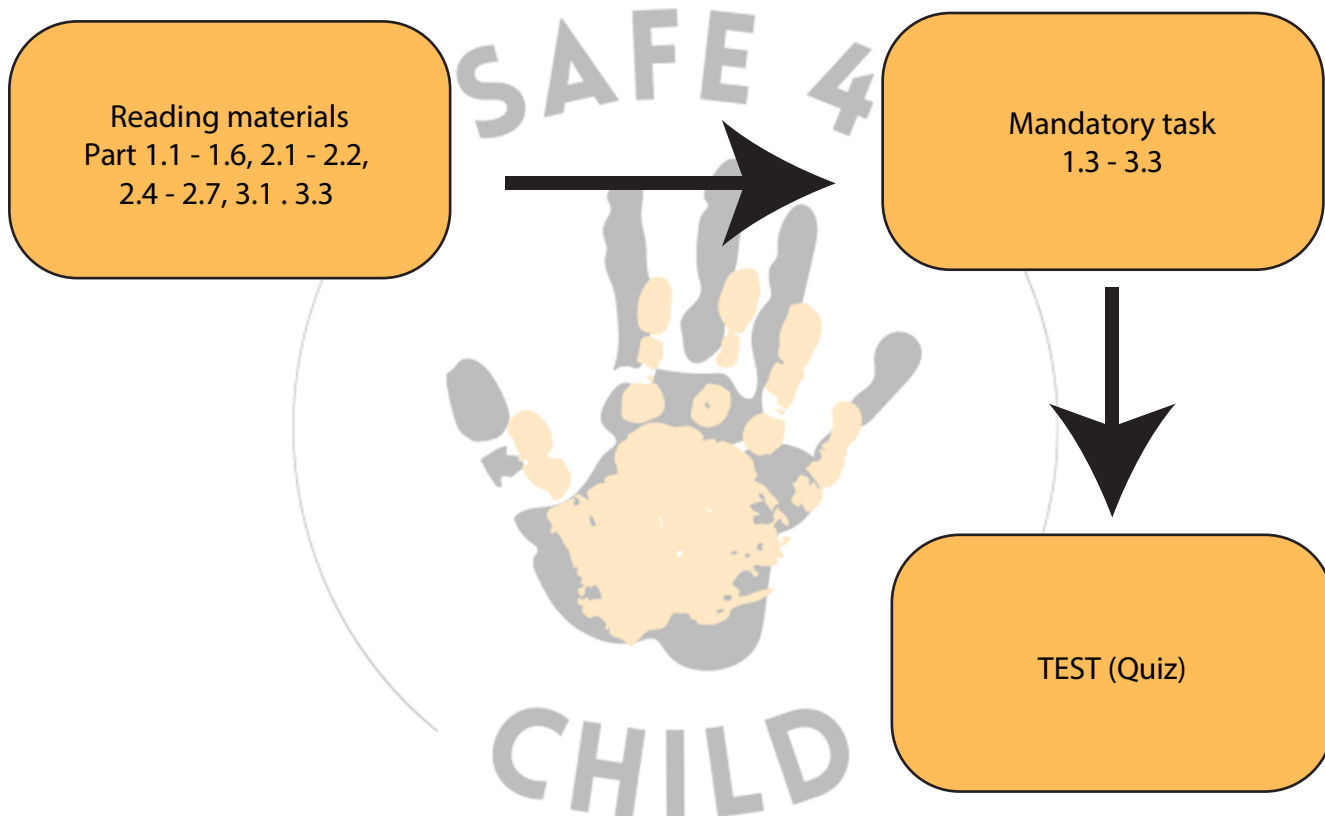 SAFE 4
Reading materials
Part 1.1 - 1.6, 2.1 - 2.2,
2.4 - 2.7, 3.1 . 3.3
Mandatory task
1.3 - 3.3
TEST (Quiz)
CHILD